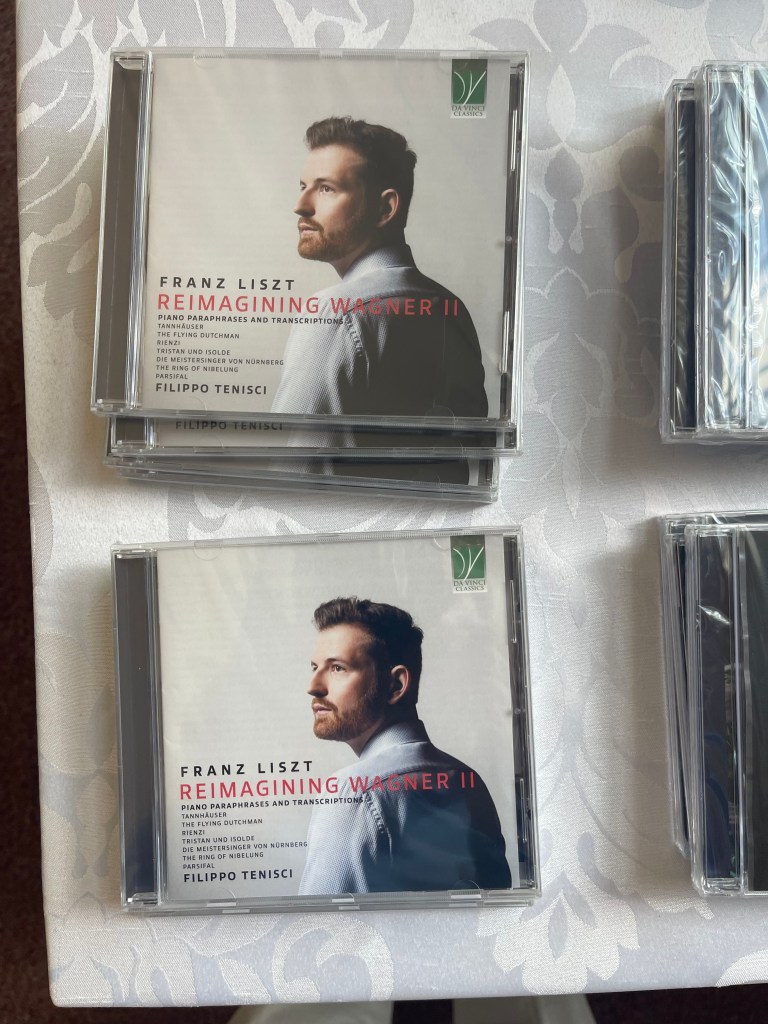 DA VINCI
CLASSICS
FRANZ LISZT
REIMAGINING WAGNER II
PIANO PARAPHRASES AND TRANSCRIPTIONS
TANNHÄUSER
THE FLYING DUTCHMAN
RIENZI
TRISTAN UND ISOLDE
DIE MEISTERSINGER VON NÜRNBERG
THE RING OF NIBELUNG
PARSIFAL
FILIPPO TENISCI
FILIPPO TENISCI
DA VINCI
CLASSICS
FRANZ LISZT
REIMAGINING WAGNER II
PIANO PARAPHRASES AND TRANSCRIPTIONS
TANNHÄUSER
THE FLYING DUTCHMAN
RIENZI
TRISTAN UND ISOLDE
DIE MEISTERSINGER VON NÜRNBERG
THE RING OF NIBELUNG
PARSIFAL
FILIPPO TENISCI